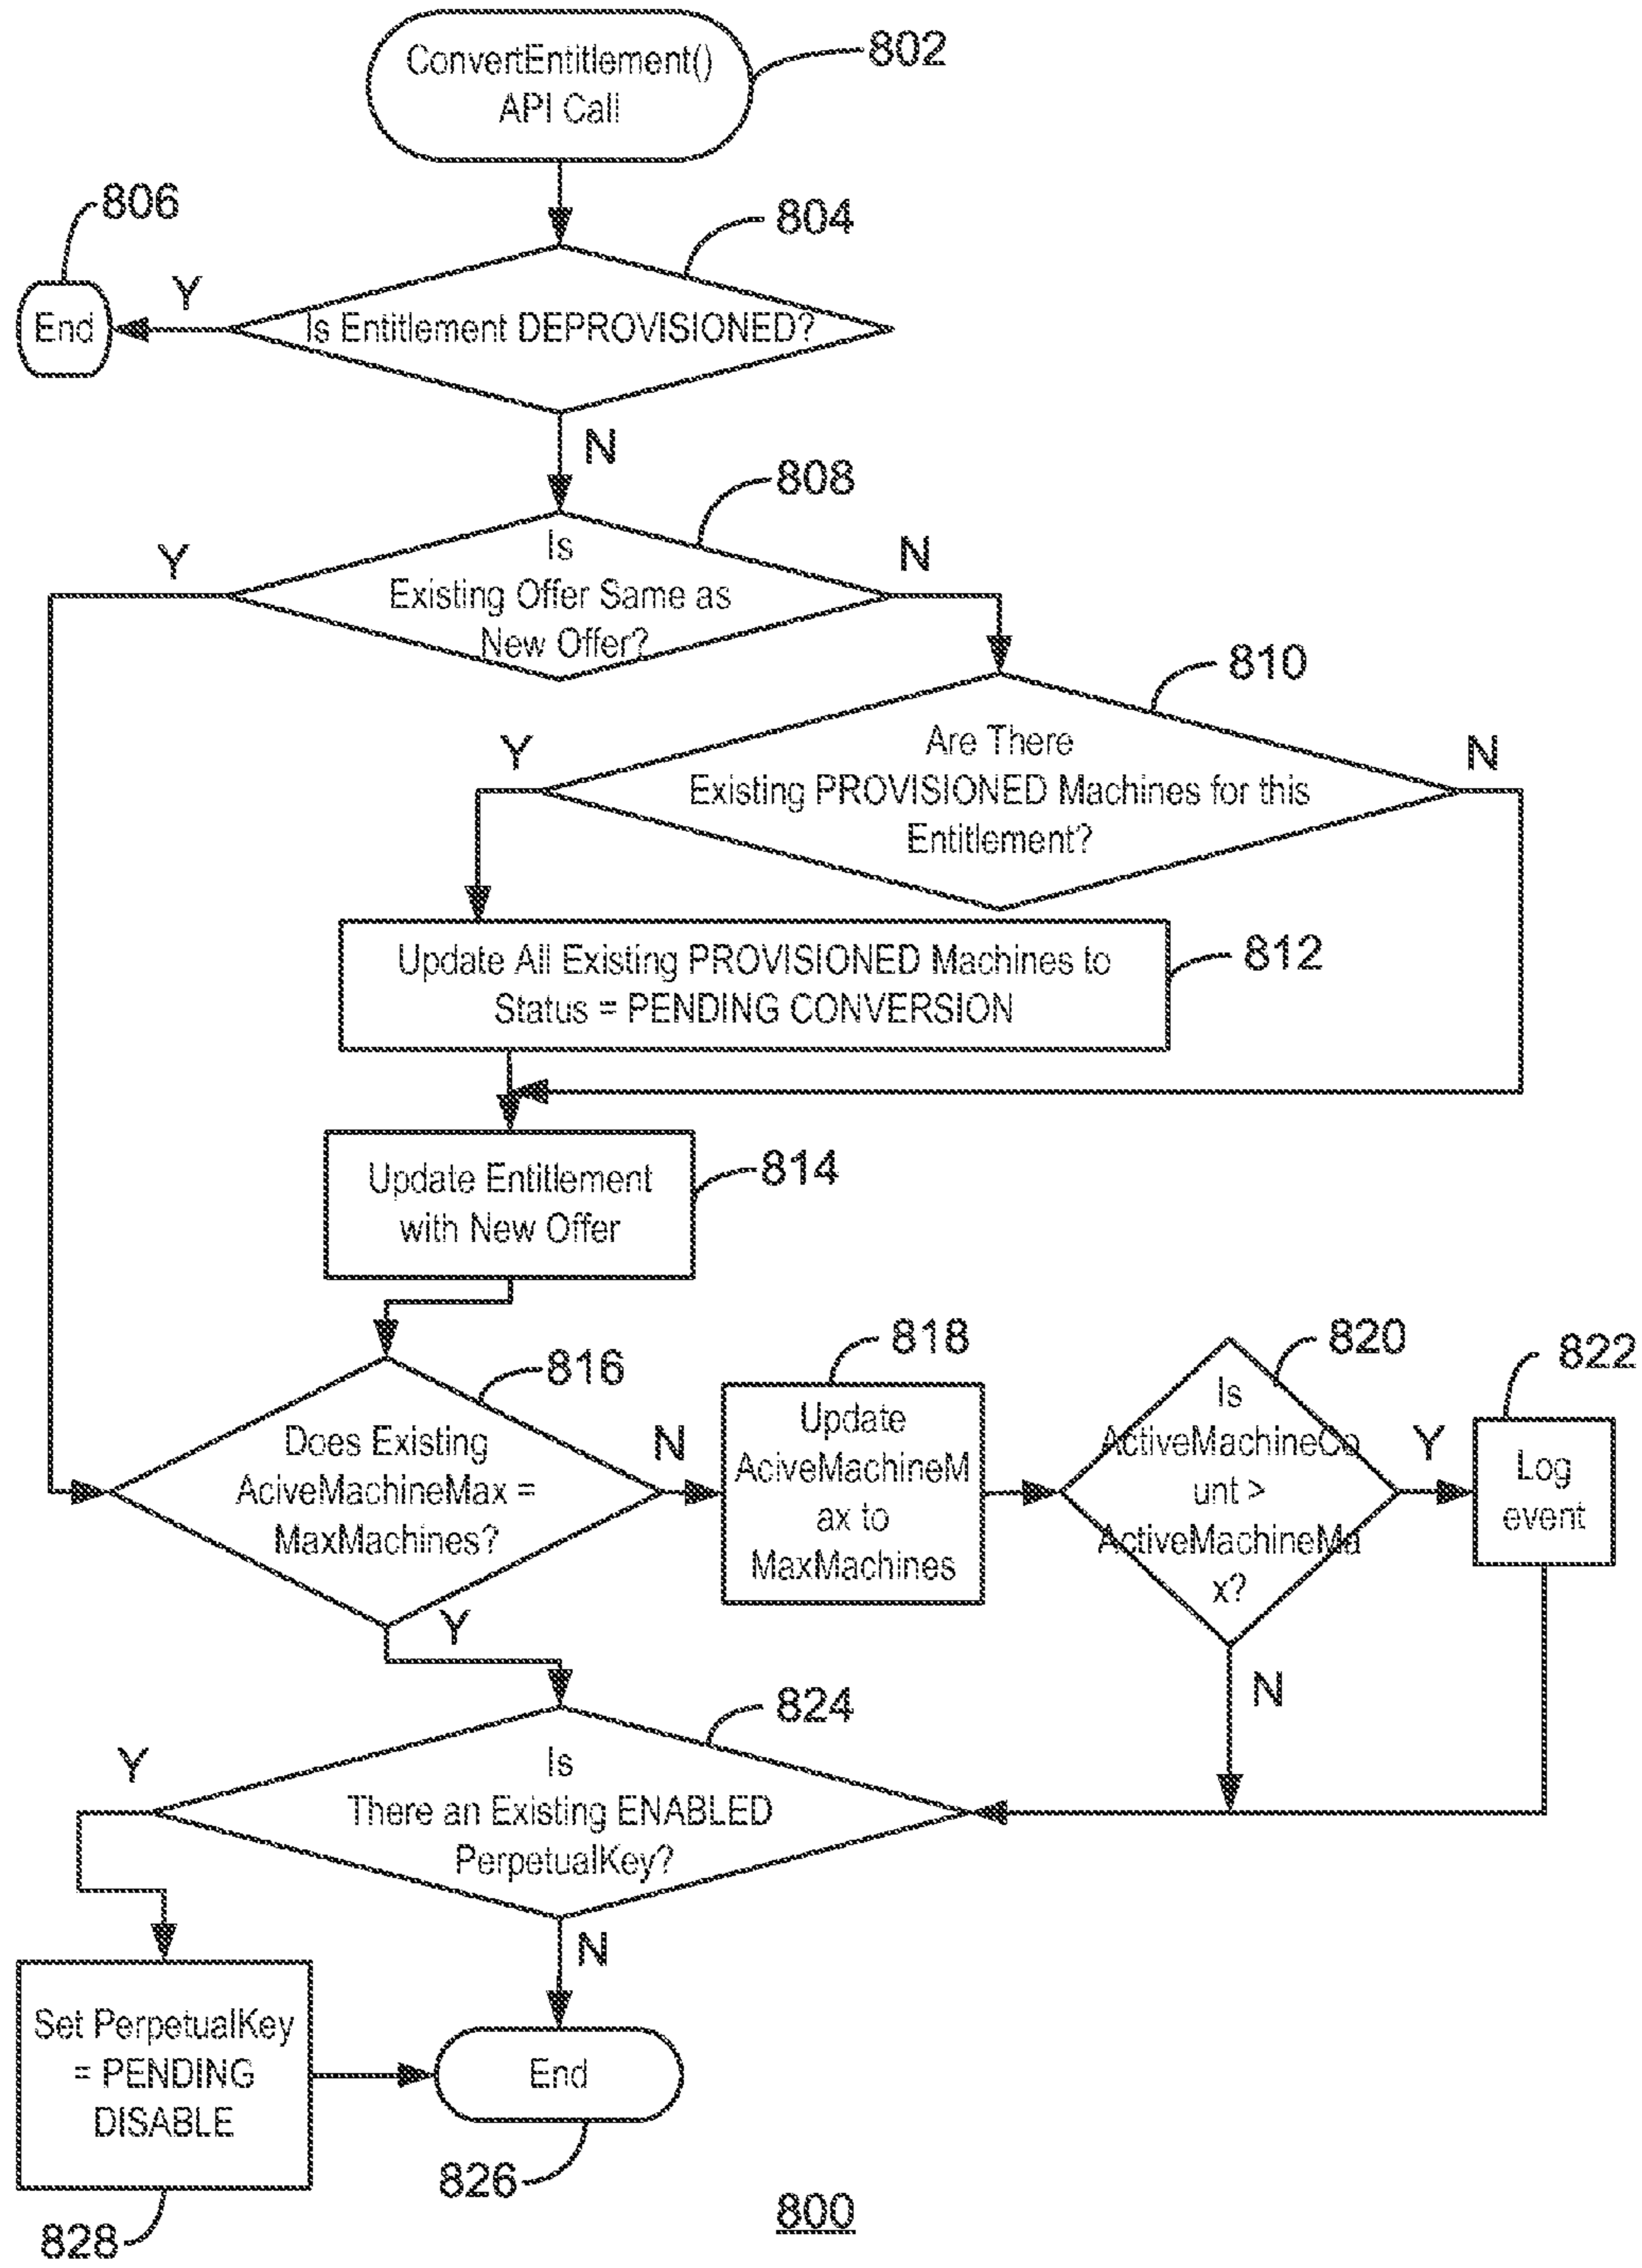 ConvertEntitlement()
API Call
802
806
804
Y
End
Is Entitlement DEPROVISIONED?
N
808
Y
Is
Existing Offer Same as
New Offer?
N
810
Y
Are There
Existing PROVISIONED Machines for this
Entitlement?
N
Update All Existing PROVISIONED Machines to
Status = PENDING CONVERSION
812
Update Entitlement
with New Offer
814
816
Does Existing
AciveMachineMax =
MaxMachines?
N
818
Update
AciveMachineM
ax to
MaxMachines
820
Is
ActiveMachineCo
unt >
ActiveMachineMa
x?
Y
822
Log
event
Y
N
824
Y
Is
There an Existing ENABLED
PerpetualKey?
N
Set PerpetualKey
= PENDING
DISABLE
End
826
828
800